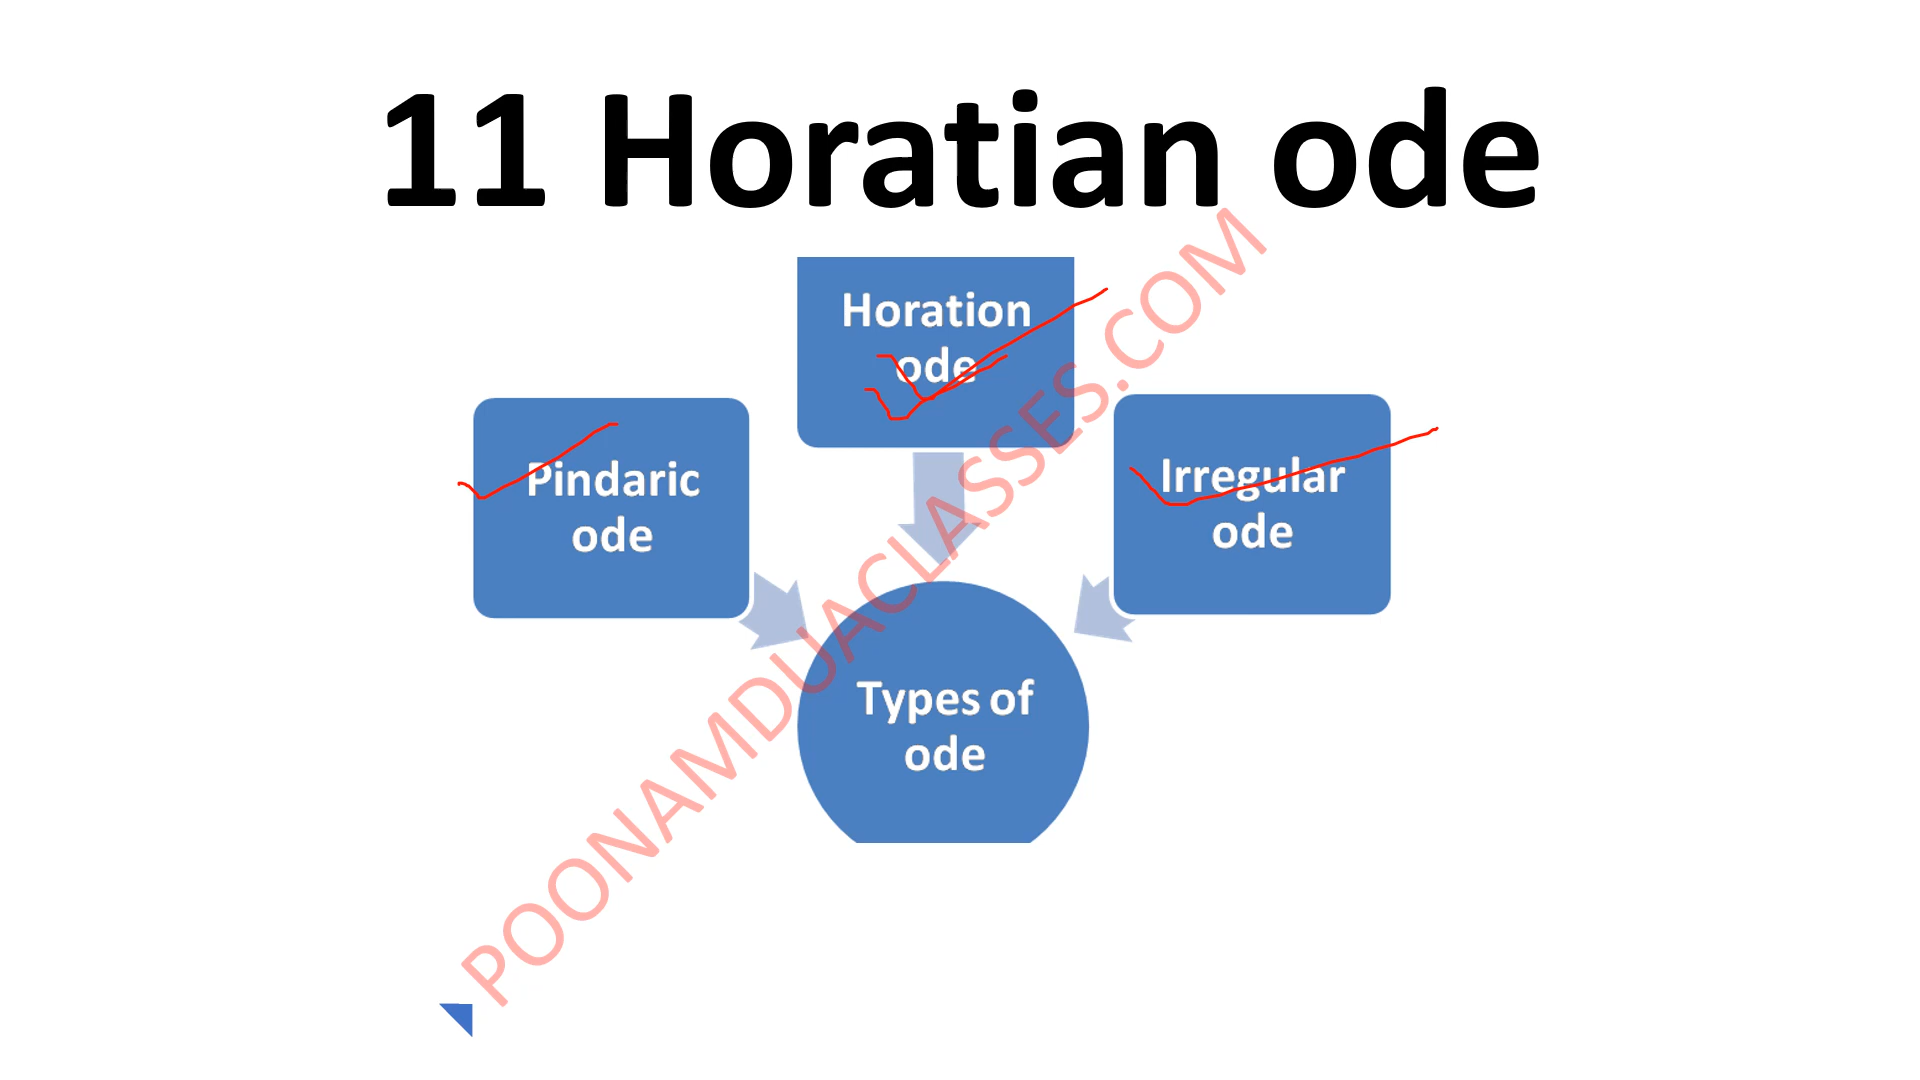 11 Horatian ode
Horation
ode
Pindaric
ode
Irregular
ode
Types of
ode
POONAMDUACLASSES.COM